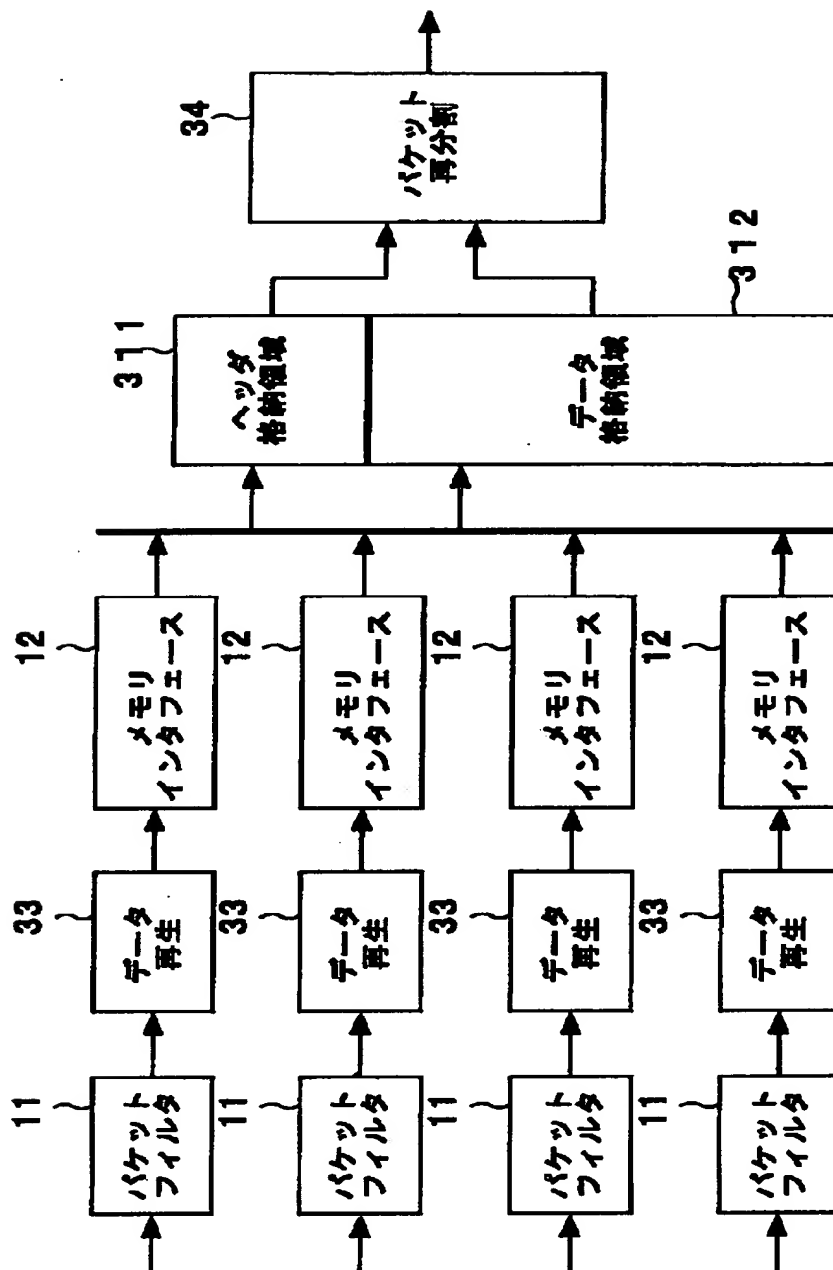 11
33
12
パケット
フィルタ
データ
再生
メモリ
インタフェース
311
ヘッダ
格納領域
34
パケット
再分割
11
33
12
パケット
フィルタ
データ
再生
メモリ
インタフェース
11
33
12
パケット
フィルタ
データ
再生
メモリ
インタフェース
データ
格納領域
312
11
33
12
パケット
フィルタ
データ
再生
メモリ
インタフェース